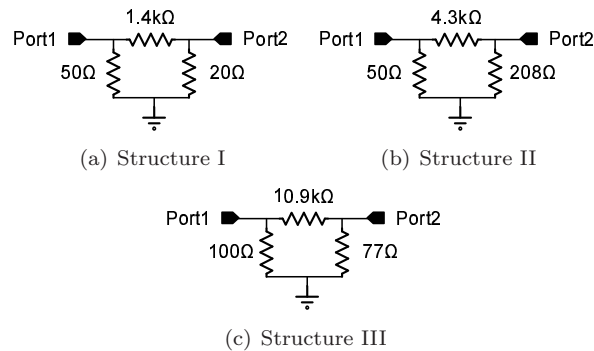 1.4kΩ 4.3kΩ
Port1 Port2 Port1 Port2
50Ω 20Ω 50Ω 208Ω
(a) Structure I (b) Structure II
10.9kΩ
Port1 Port2
100Ω 77Ω
(c) Structure III